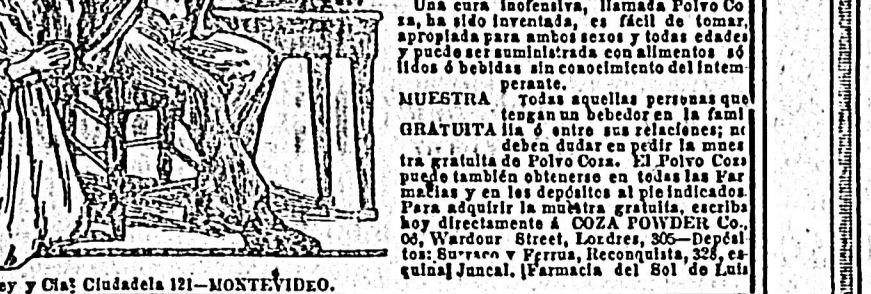 Una cura inofensiva, llamada Polvo Co
za, ha sido inventada, es fácil de tomar,
apropiada para ambos sexos y todas edades
y puede ser suministrada con alimentos só
lidos ó bebidas sin conocimiento del intem
perante.
MUESTRA Todas aquellas personas que
tengan un bebedor en la fami
GRATUITA lia ó entre sus relaciones; no
deben dudar en pedir la mues
tra gratuita de Polvo Coza. El Polvo Coza
puede también obtenerse en todas las Far
macias y en los depósitos al pie indicados.
Para adquirir la muestra gratuita, escriba
hoy directamente á COZA POWDER Co.,
Wardour Street, Londres, 305—Depósi
tos: Surraco y Ferrua, Reconquista, 328, es-
quina Juncal. Farmacia del Sol de Luis
ey y Cia: Ciudadela 121—MONTEVIDEO.